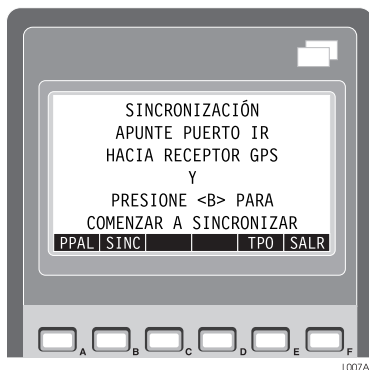 SINCRONIZACIÓN
APUNTE PUERTO IR
HACIA RECEPTOR GPS
Y
PRESIONE <B> PARA
COMENZAR A SINCRONIZAR
PPAL SINC TPO SALR
A B C D E F
L007A